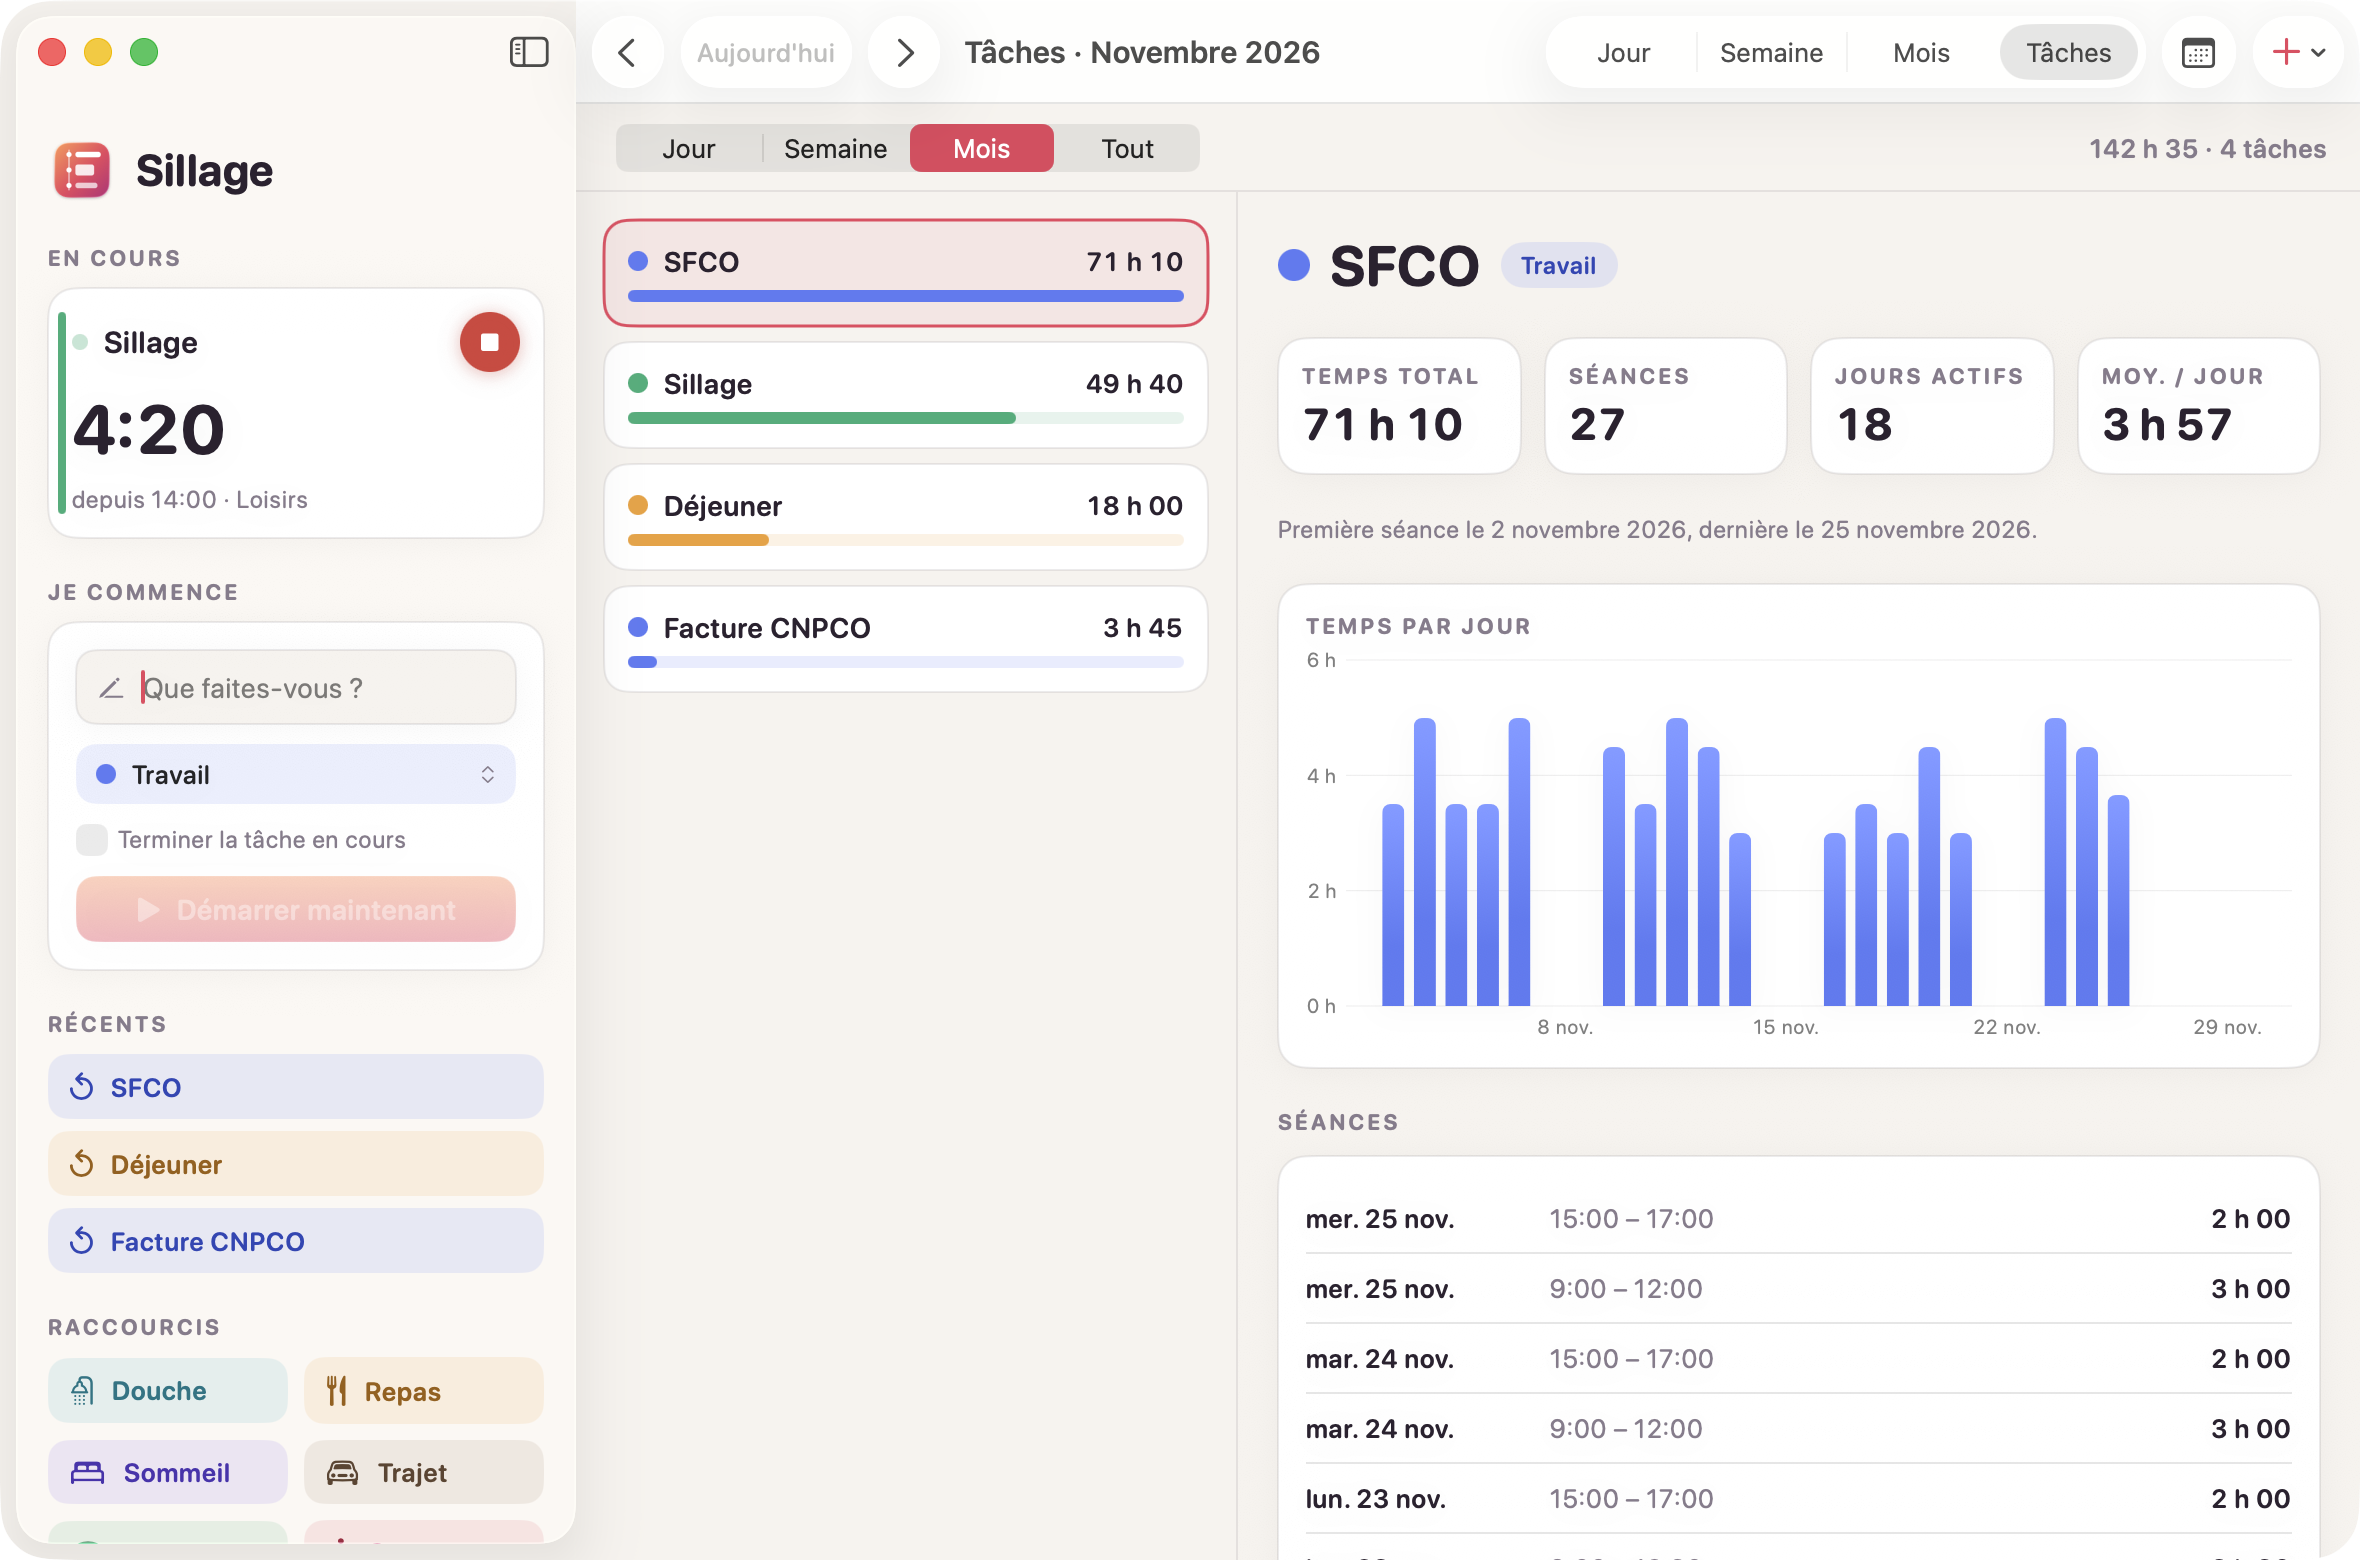 Aujourd'hui
Tâches · Novembre 2026
Jour
Semaine
Mois
Tâches
Sillage
EN COURS
Sillage
4:20
depuis 14:00 · Loisirs
JE COMMENCE
Que faites-vous ?
Travail
Terminer la tâche en cours
Démarrer maintenant
RÉCENTS
SFCO
Déjeuner
Facture CNPCO
RACCOURCIS
Douche
Repas
Sommeil
Trajet
Jour
Semaine
Mois
Tout
142 h 35 · 4 tâches
SFCO
71 h 10
Sillage
49 h 40
Déjeuner
18 h 00
Facture CNPCO
3 h 45
SFCO
Travail
TEMPS TOTAL
71 h 10
SÉANCES
27
JOURS ACTIFS
18
MOY. / JOUR
3 h 57
Première séance le 2 novembre 2026, dernière le 25 novembre 2026.
TEMPS PAR JOUR
6 h
4 h
2 h
0 h
8 nov.
15 nov.
22 nov.
29 nov.
SÉANCES
mer. 25 nov. 15:00 – 17:00 2 h 00
mer. 25 nov. 9:00 – 12:00 3 h 00
mar. 24 nov. 15:00 – 17:00 2 h 00
mar. 24 nov. 9:00 – 12:00 3 h 00
lun. 23 nov. 15:00 – 17:00 2 h 00